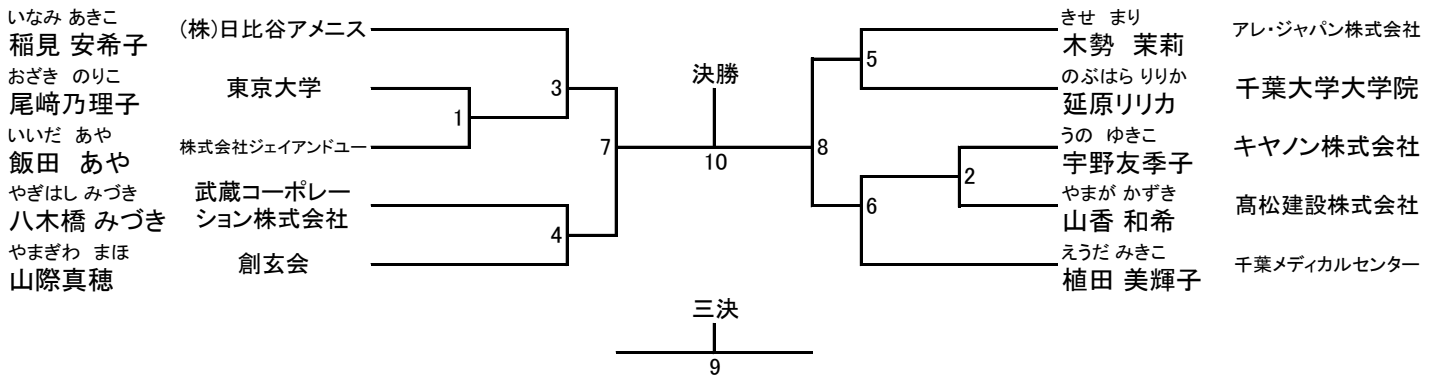 いなみ あきこ
稲見 安希子
(株)日比谷アメニス
おざき のりこ
尾﨑乃理子
東京大学
いいだ あや
飯田 あや
株式会社ジェイアンドユー
やぎはし みづき
八木橋 みづき
武蔵コーポレー
ション株式会社
やまぎわ まほ
山際真穂
創玄会
1
3
4
7
決勝
10
三決
9
8
5
6
2
きせ まり
木勢 茉莉
アレ・ジャパン株式会社
のぶはら りりか
延原リリカ
千葉大学大学院
うの ゆきこ
宇野友季子
キヤノン株式会社
やまが かずき
山香 和希
髙松建設株式会社
えうだ みきこ
植田 美輝子
千葉メディカルセンター